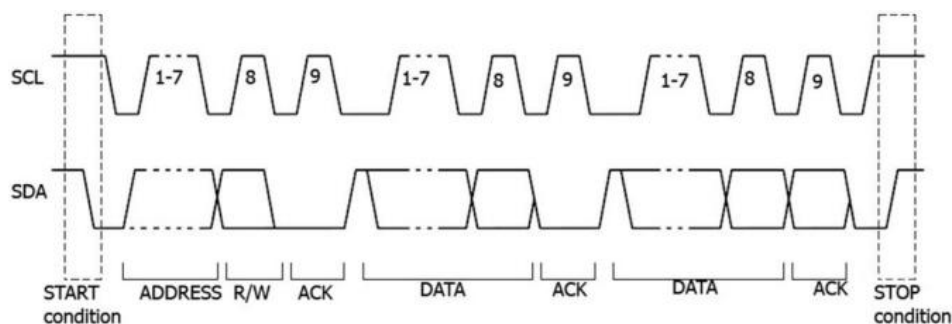 SCL 1-7 8 9 1-7 8 9 1-7 8 9
SDA
START condition ADDRESS R/W ACK DATA ACK DATA ACK STOP condition